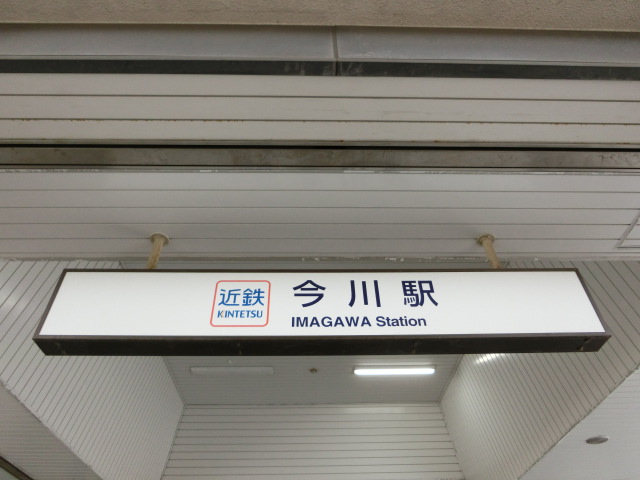 近鉄
KINTETSU
今川駅
IMAGAWA Station